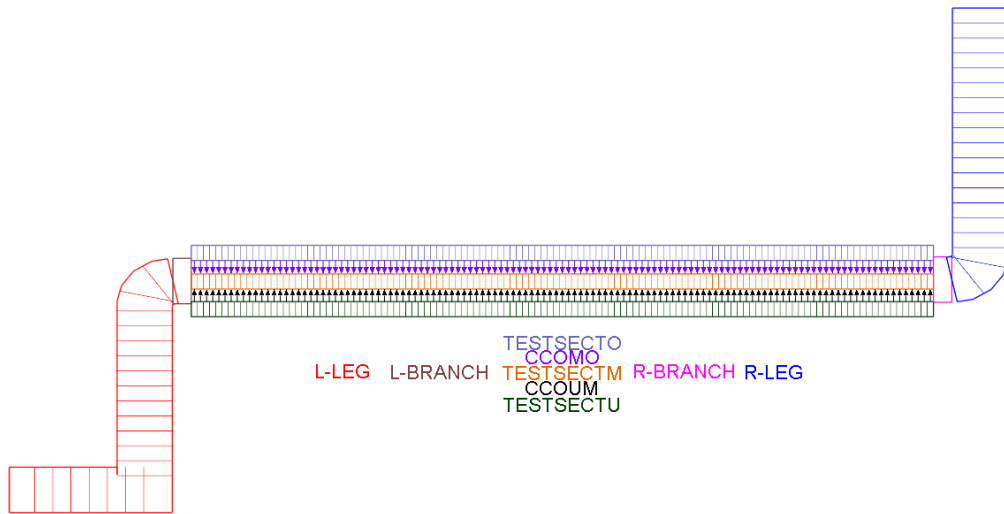 TESTSECTO
CCOMO
L-LEG L-BRANCH TESTSECTM R-BRANCH R-LEG
CCOUM
TESTSECTU